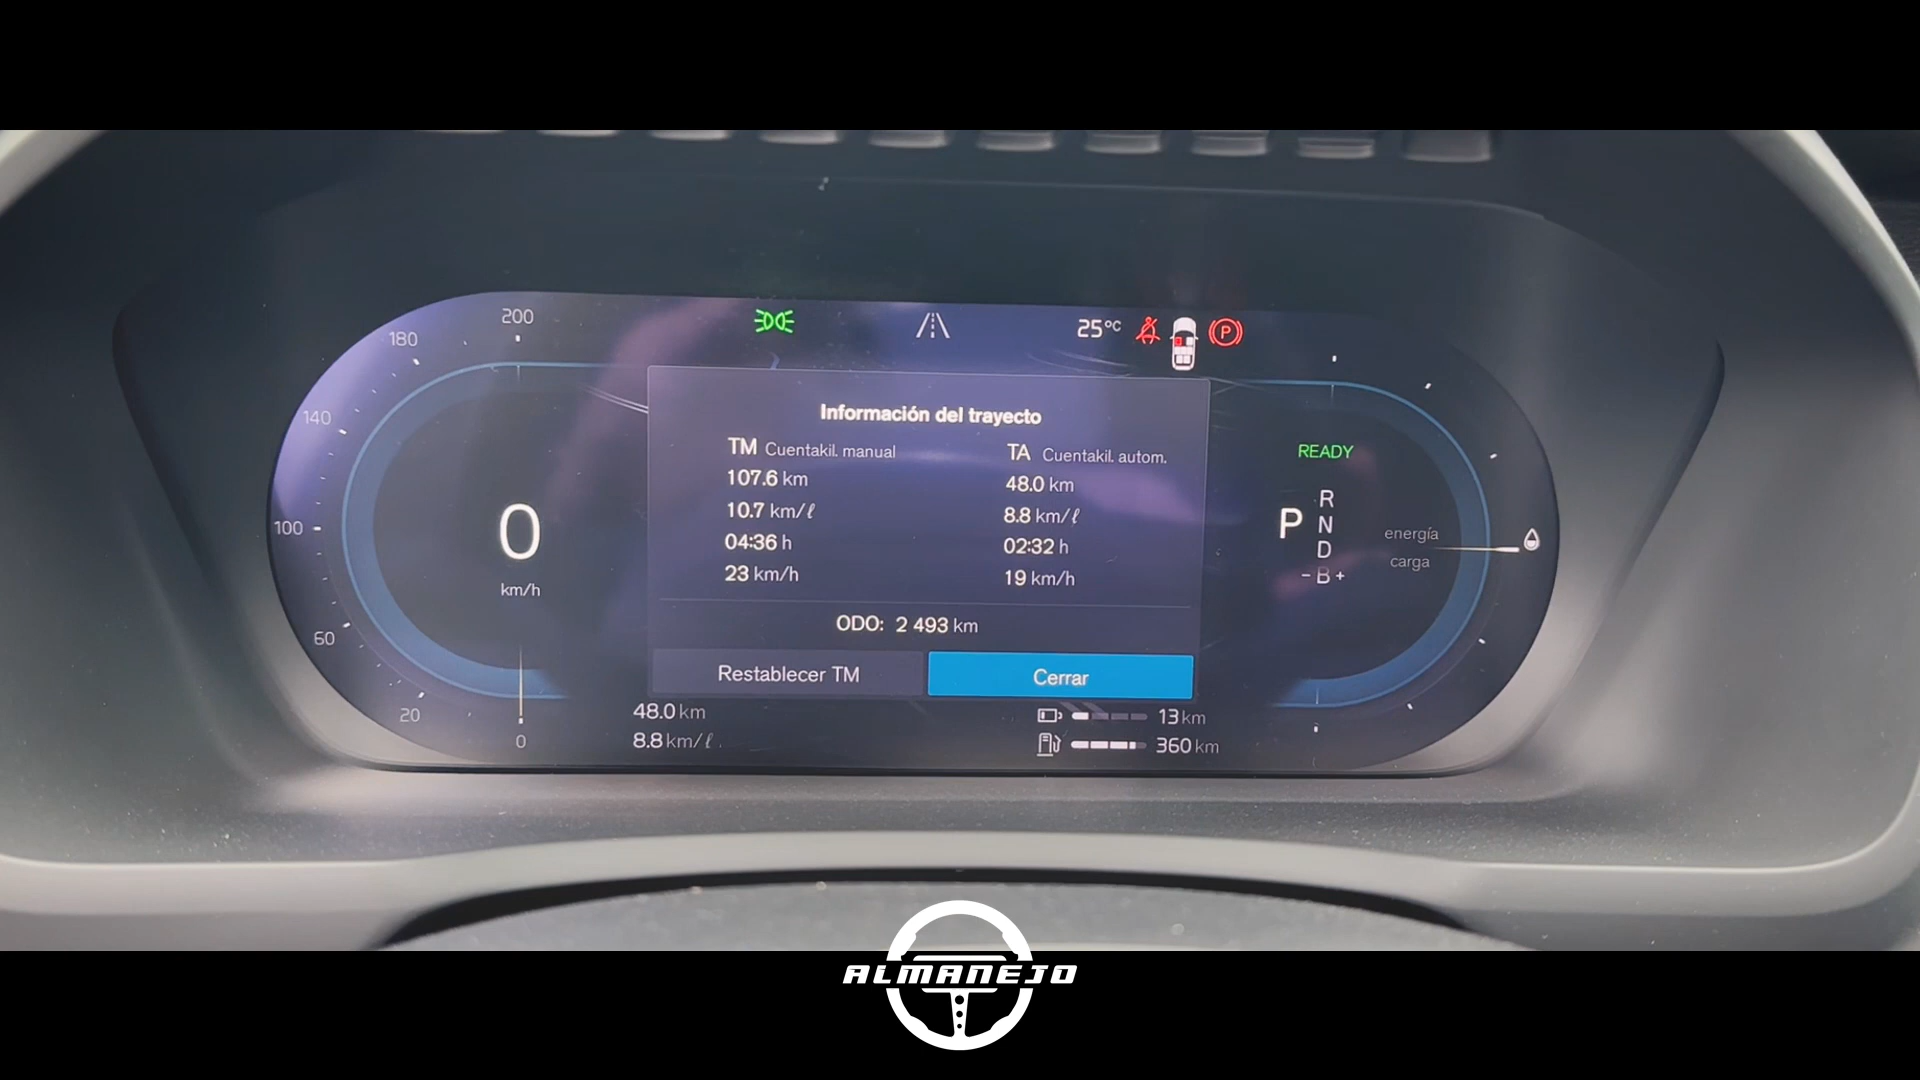 200
180
140
100
60
20
0
0
km/h
25°C
P
Información del trayecto
TM Cuentakil. manual
107.6 km
10.7 km/ℓ
04:36 h
23 km/h
TA Cuentakil. autom.
48.0 km
8.8 km/ℓ
02:32 h
19 km/h
ODO: 2 493 km
Restablecer TM
Cerrar
READY
P
R
N
D
- B +
energía
carga
48.0 km
8.8 km/ℓ
13 km
360 km
ALMANEJO